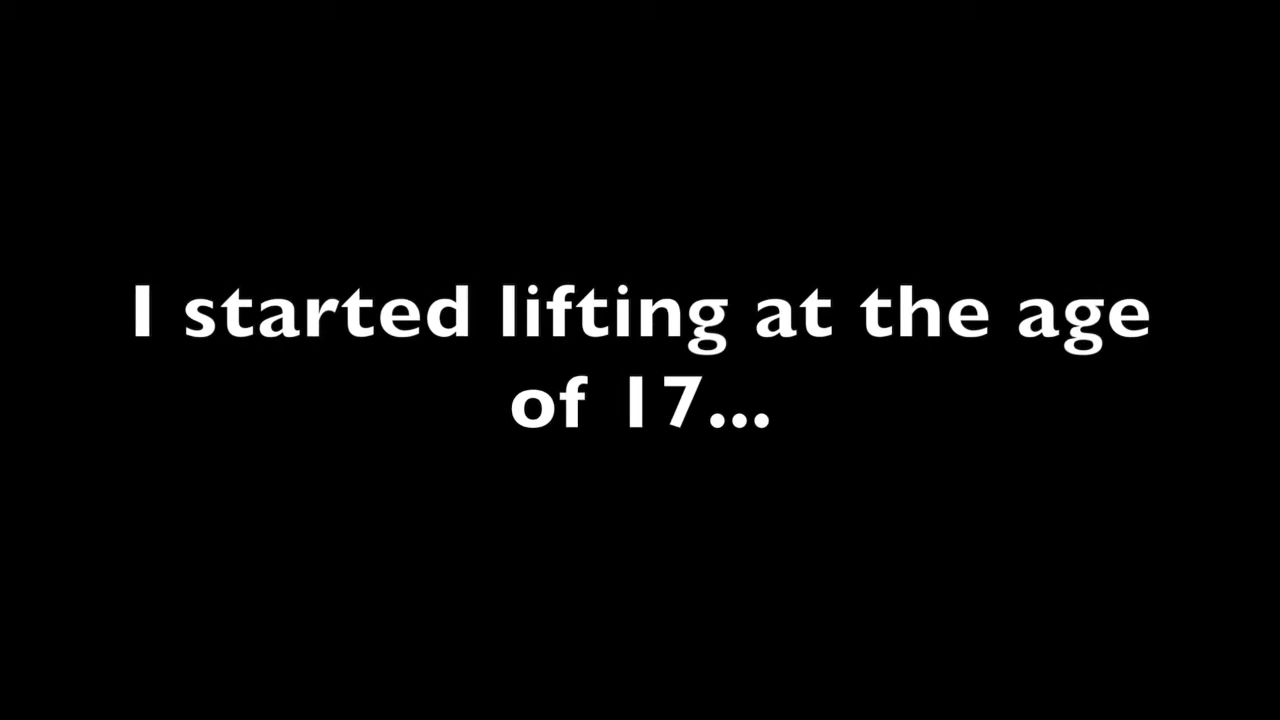 I started lifting at the age
of 17...